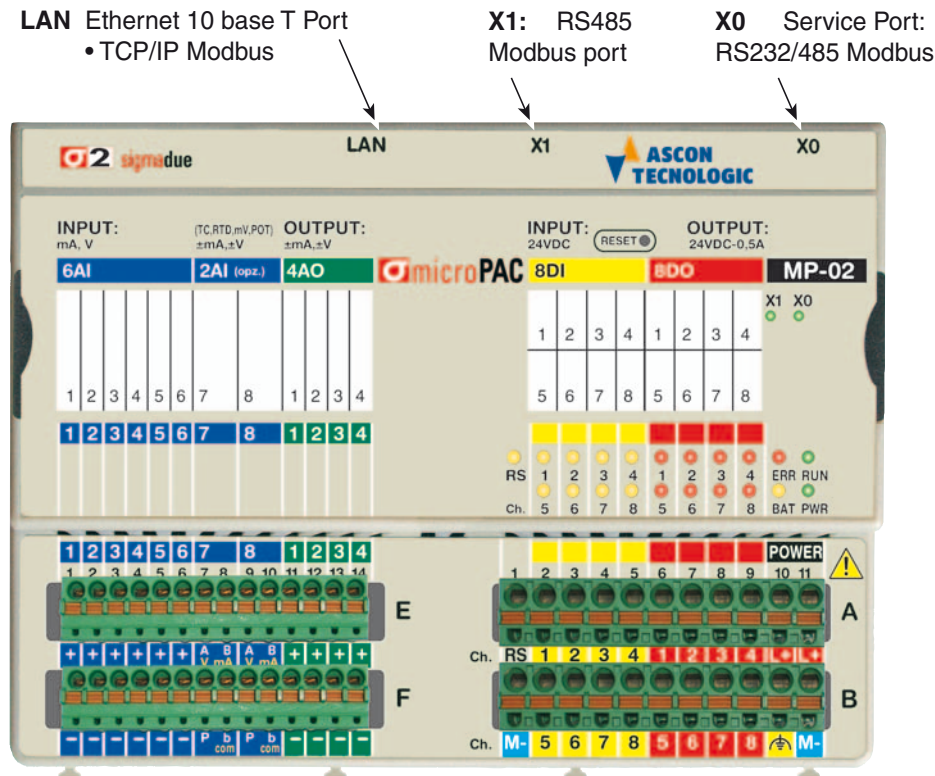 LAN Ethernet 10 base T Port
• TCP/IP Modbus
X1: RS485
Modbus port
X0 Service Port:
RS232/485 Modbus
σ2 sigmadue
LAN
X1
ASCON
TECNOLOGIC
X0
INPUT:
mA, V
(TC,RTD,mV,POT)
±mA,±V
OUTPUT:
±mA,±V
INPUT:
24VDC
RESET
OUTPUT:
24VDC-0,5A
6AI
2AI (opz.)
4AO
σmicroPAC
8DI
8DO
MP-02
X1 X0
1 2 3 4 1 2 3 4
1 2 3 4 5 6 7 8 1 2 3 4
5 6 7 8 5 6 7 8
1 2 3 4 5 6 7 8 1 2 3 4
RS 1 2 3 4 1 2 3 4 ERR RUN
Ch. 5 6 7 8 5 6 7 8 BAT PWR
1 2 3 4 5 6 7 8 1 2 3 4
POWER
1 2 3 4 5 6 7 8 9 10 11 12 13 14
1 2 3 4 5 6 7 8 9 10 11
E
A
+ + + + + + A B A B + + + +
V mA V mA
Ch. RS 1 2 3 4 1 2 3 4 L+ L+
F
B
- - - - - - P b P b - - - -
com com
Ch. M- 5 6 7 8 5 6 7 8 M-